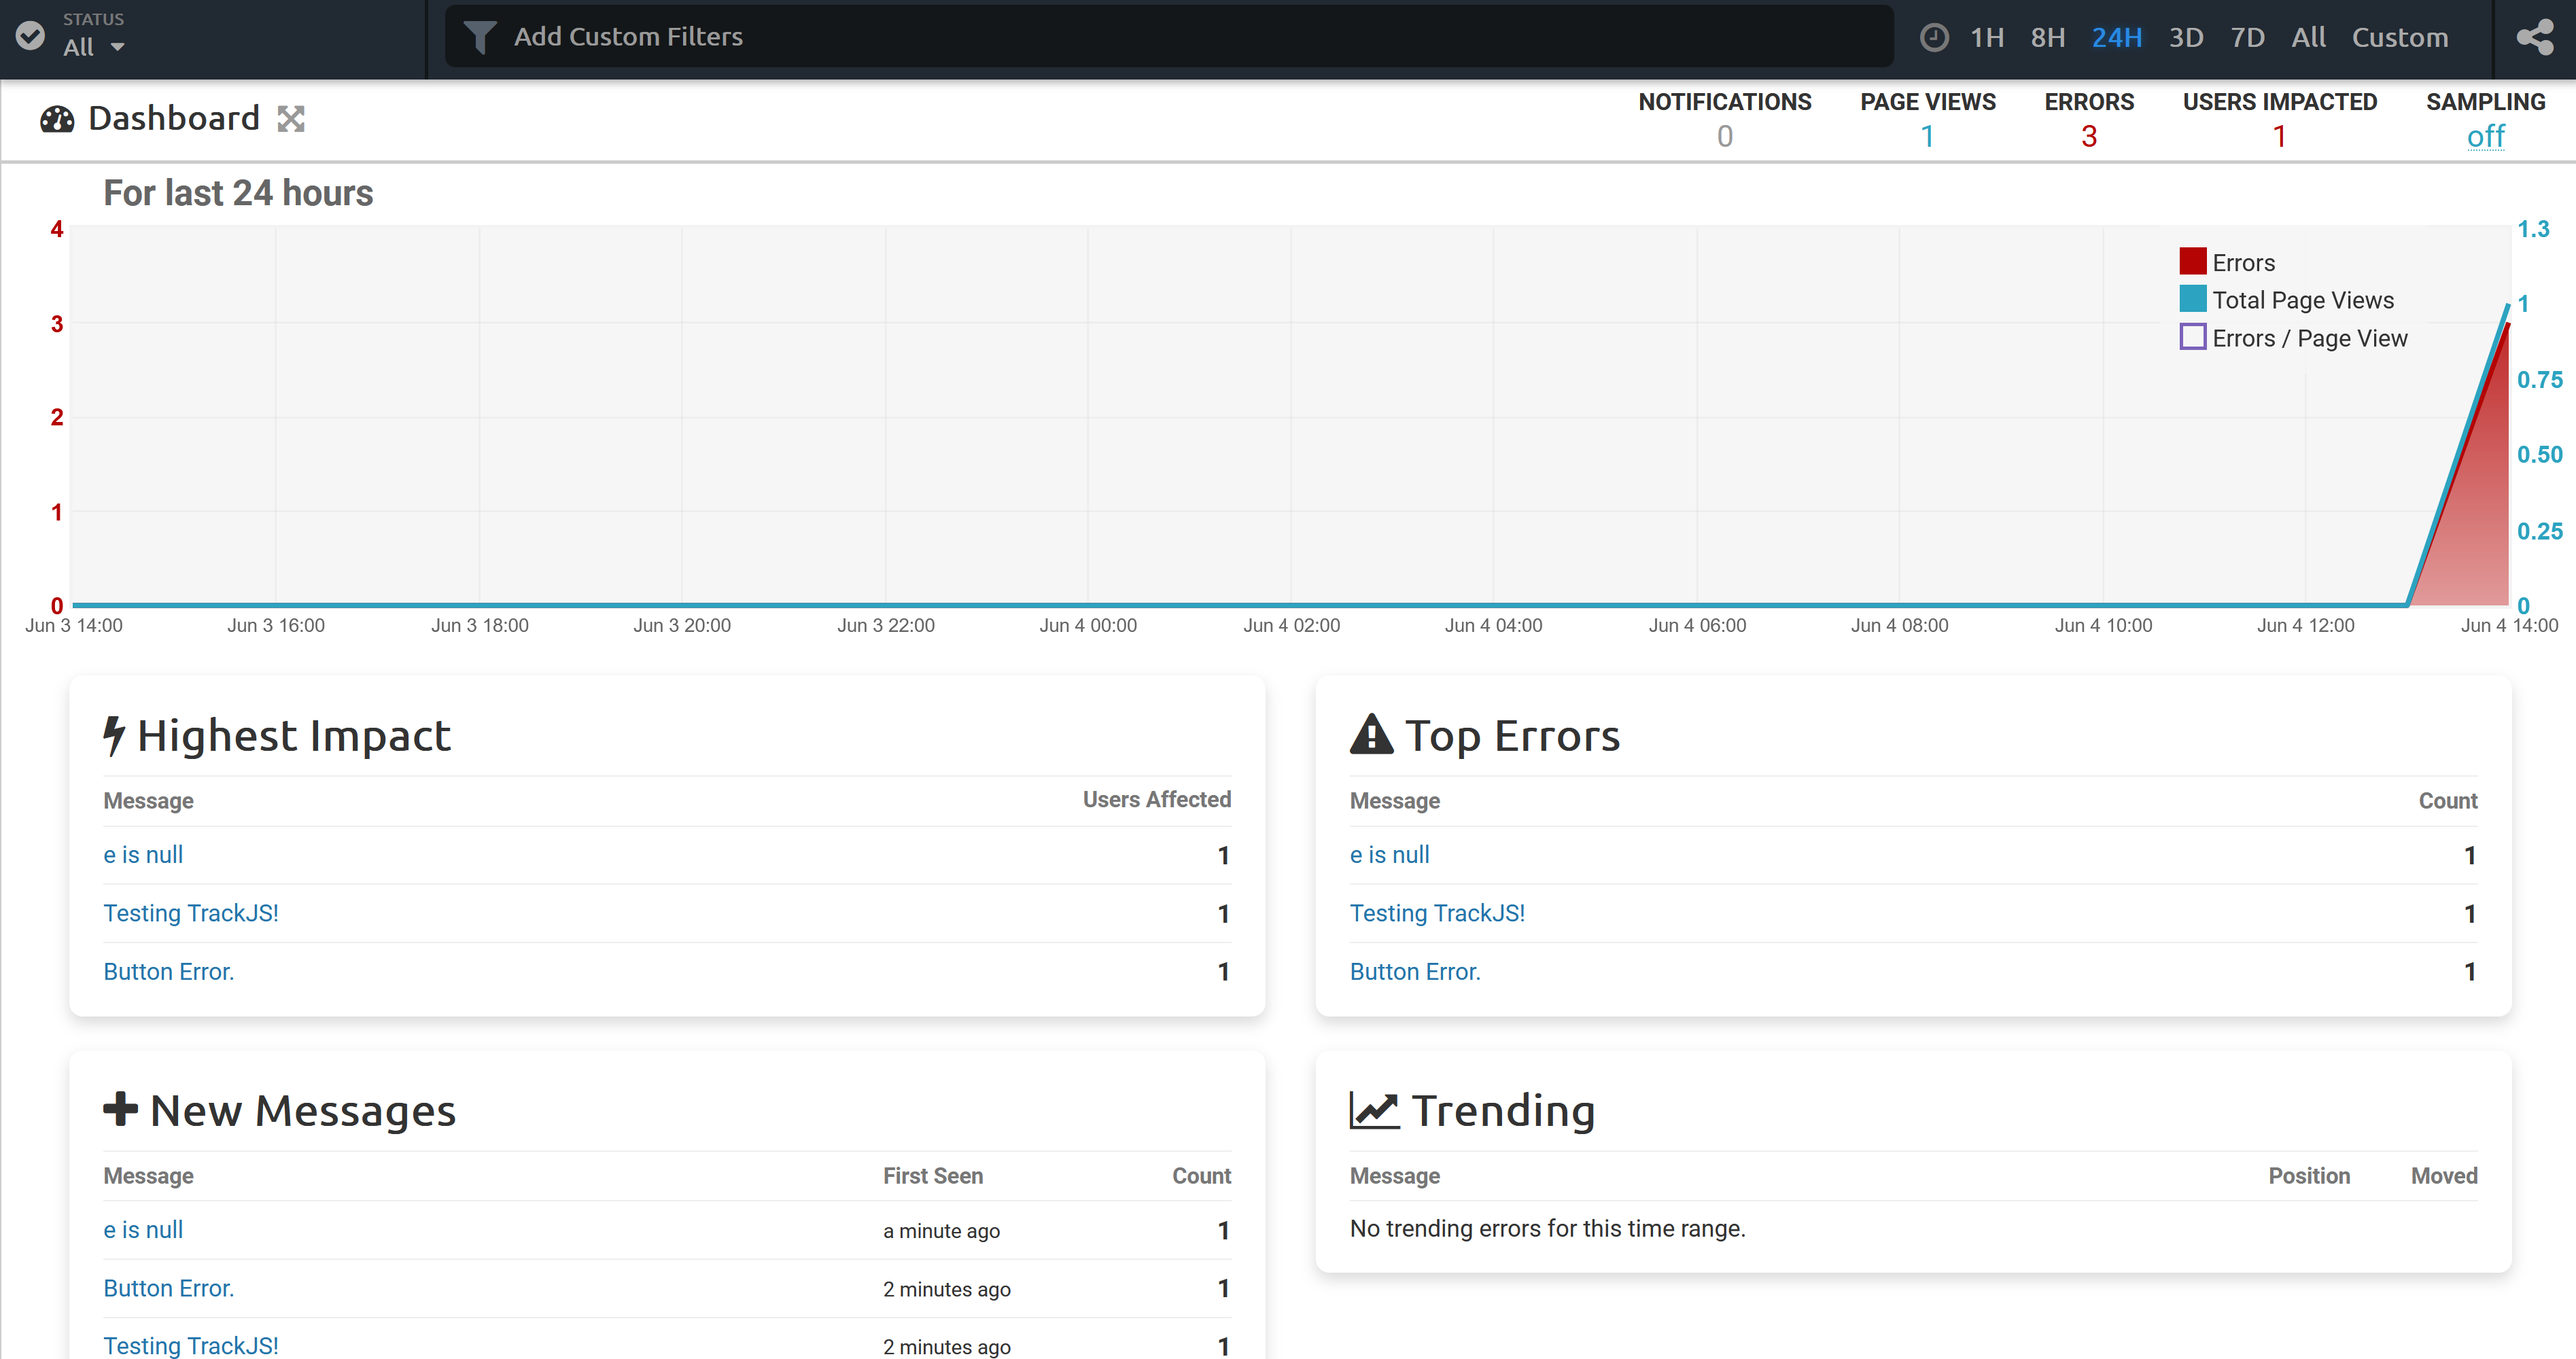 STATUS
All
Add Custom Filters
1H 8H 24H 3D 7D All Custom
Dashboard
NOTIFICATIONS PAGE VIEWS ERRORS USERS IMPACTED SAMPLING
0 1 3 1 off
For last 24 hours
4
3
2
1
0
1.3
1
0.75
0.50
0.25
0
Errors
Total Page Views
Errors / Page View
Jun 3 14:00 Jun 3 16:00 Jun 3 18:00 Jun 3 20:00 Jun 3 22:00 Jun 4 00:00 Jun 4 02:00 Jun 4 04:00 Jun 4 06:00 Jun 4 08:00 Jun 4 10:00 Jun 4 12:00 Jun 4 14:00
Highest Impact
Message Users Affected
e is null 1
Testing TrackJS! 1
Button Error. 1
Top Errors
Message Count
e is null 1
Testing TrackJS! 1
Button Error. 1
New Messages
Message First Seen Count
e is null a minute ago 1
Button Error. 2 minutes ago 1
Testing TrackJS! 2 minutes ago 1
Trending
Message Position Moved
No trending errors for this time range.